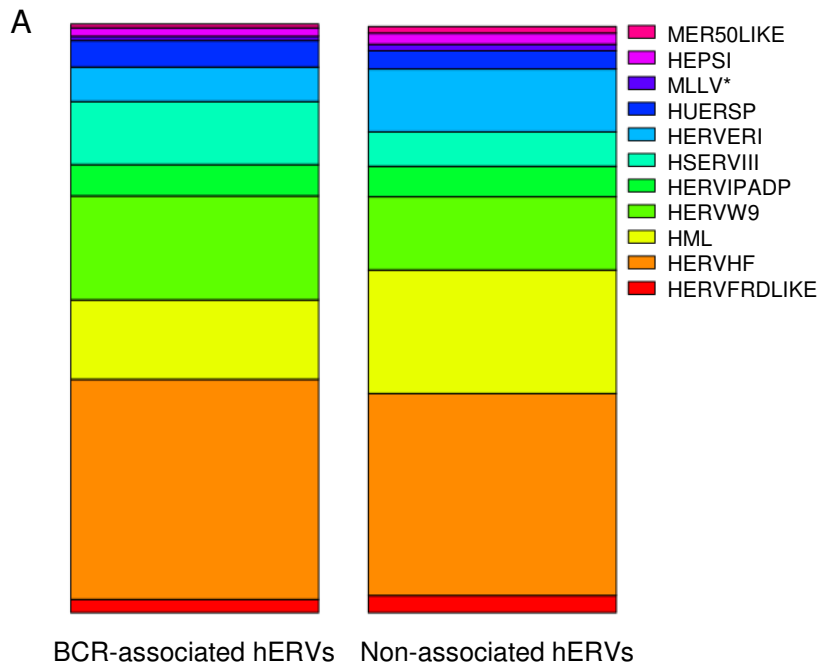 A
MER50LIKE
HEPSI
MLLV*
HUERSP
HERVERI
HSERVIII
HERVIPADP
HERVW9
HML
HERVHF
HERVFRDLIKE
BCR-associated hERVs Non-associated hERVs